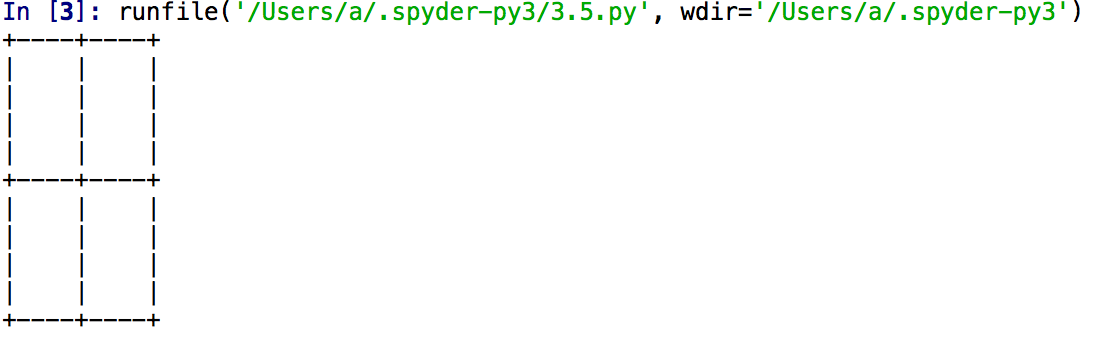 In [3]: runfile('/Users/a/.spyder-py3/3.5.py', wdir='/Users/a/.spyder-py3')
+----+----+
|    |    |
|    |    |
|    |    |
|    |    |
+----+----+
|    |    |
|    |    |
|    |    |
|    |    |
+----+----+